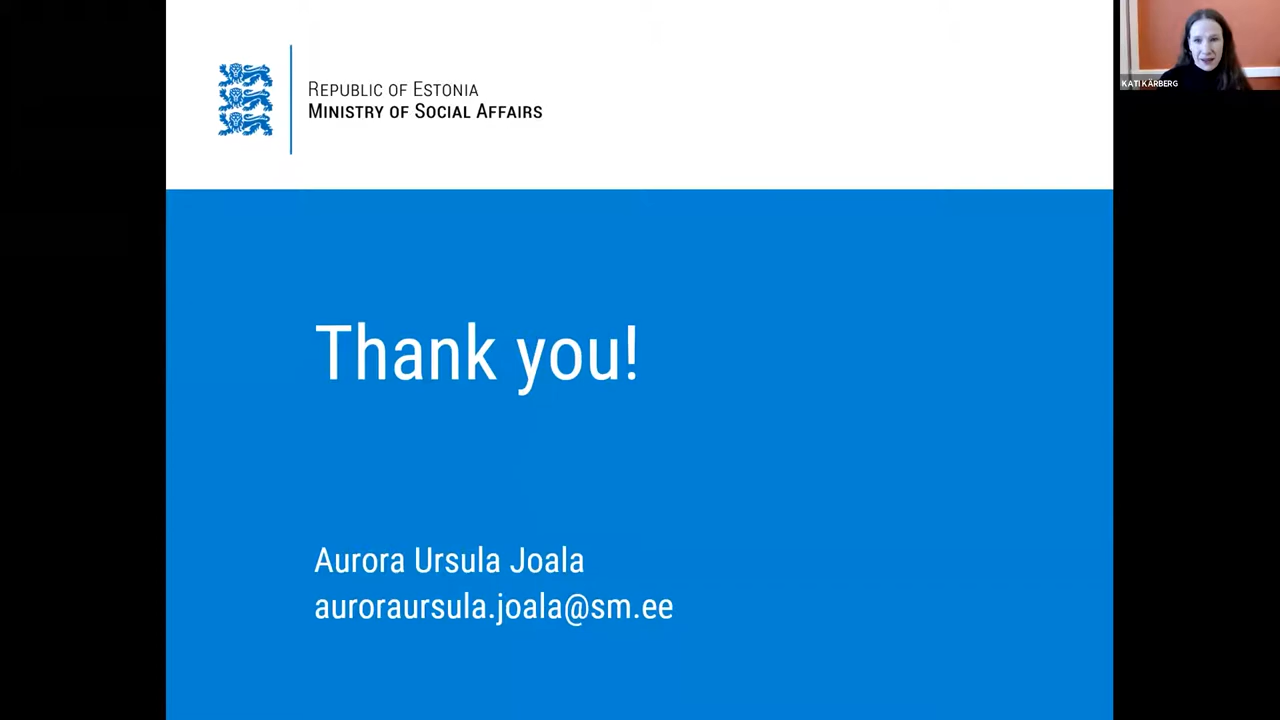 REPUBLIC OF ESTONIA
MINISTRY OF SOCIAL AFFAIRS
KATI KÄRBERG
Thank you!
Aurora Ursula Joala
auroraursula.joala@sm.ee